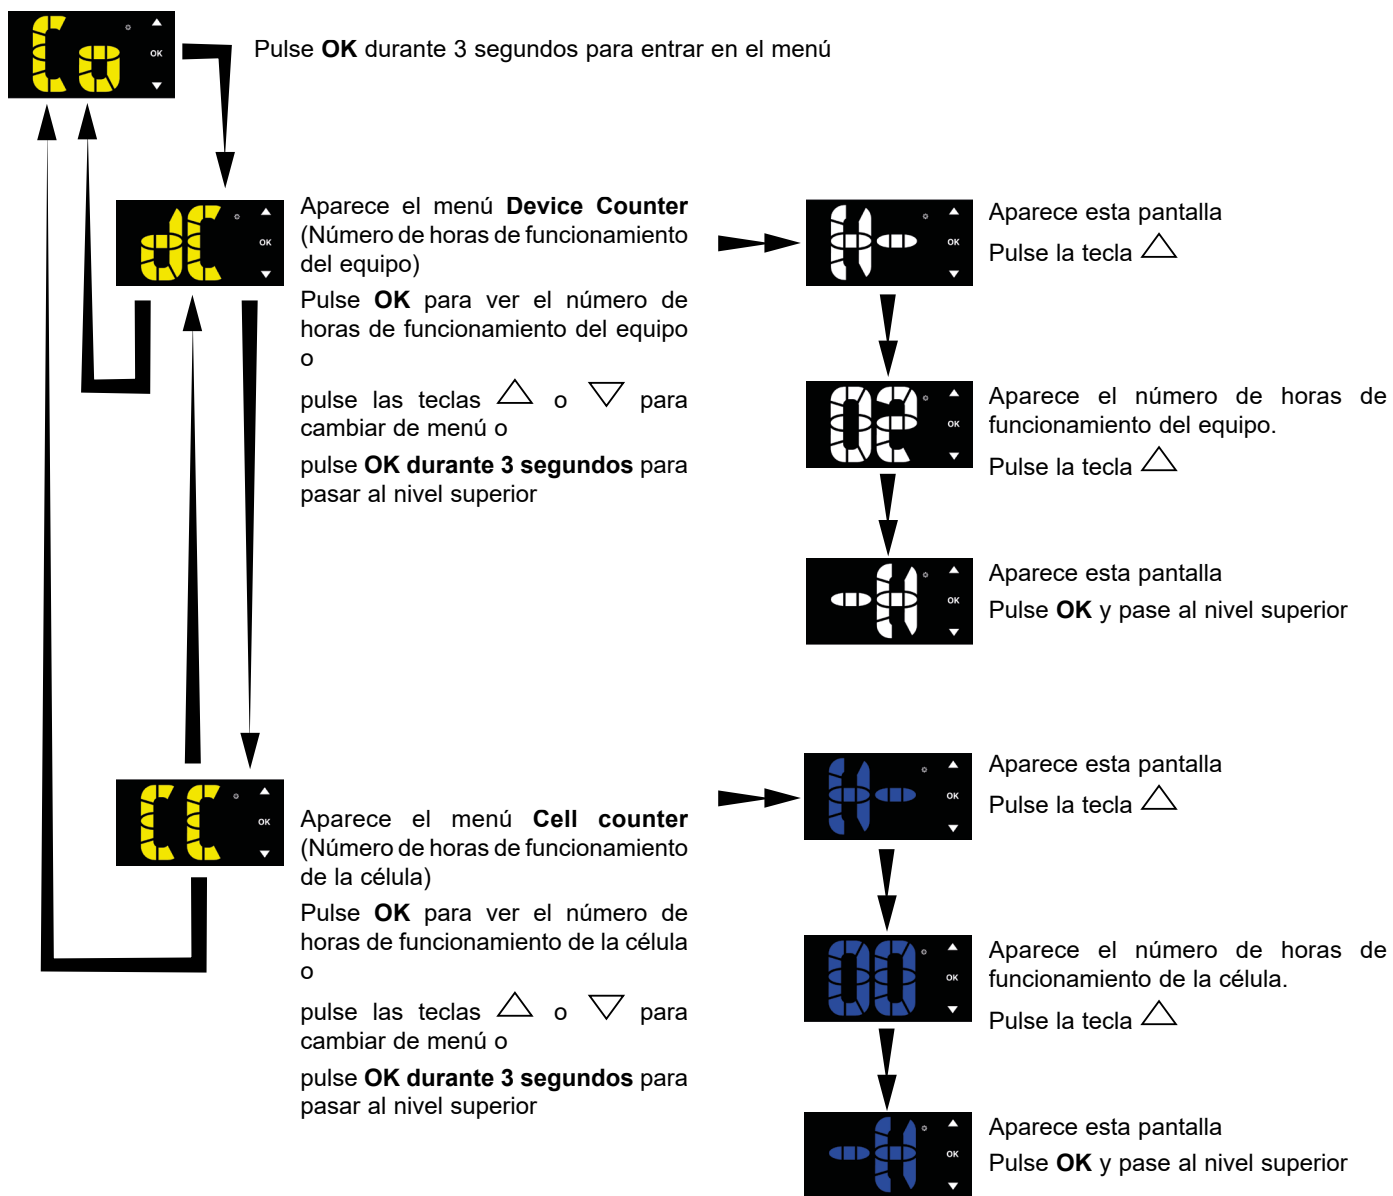 Co
OK
Pulse OK durante 3 segundos para entrar en el menú
dC
OK
Aparece el menú Device Counter
(Número de horas de funcionamiento
del equipo)
Pulse OK para ver el número de
horas de funcionamiento del equipo
o
pulse las teclas △ o ▽ para
cambiar de menú o
pulse OK durante 3 segundos para
pasar al nivel superior
H-
OK
Aparece esta pantalla
Pulse la tecla △
02
OK
Aparece el número de horas de
funcionamiento del equipo.
Pulse la tecla △
-H
OK
Aparece esta pantalla
Pulse OK y pase al nivel superior
CC
OK
Aparece el menú Cell counter
(Número de horas de funcionamiento
de la célula)
Pulse OK para ver el número de
horas de funcionamiento de la célula
o
pulse las teclas △ o ▽ para
cambiar de menú o
pulse OK durante 3 segundos para
pasar al nivel superior
H-
OK
Aparece esta pantalla
Pulse la tecla △
00
OK
Aparece el número de horas de
funcionamiento de la célula.
Pulse la tecla △
-H
OK
Aparece esta pantalla
Pulse OK y pase al nivel superior